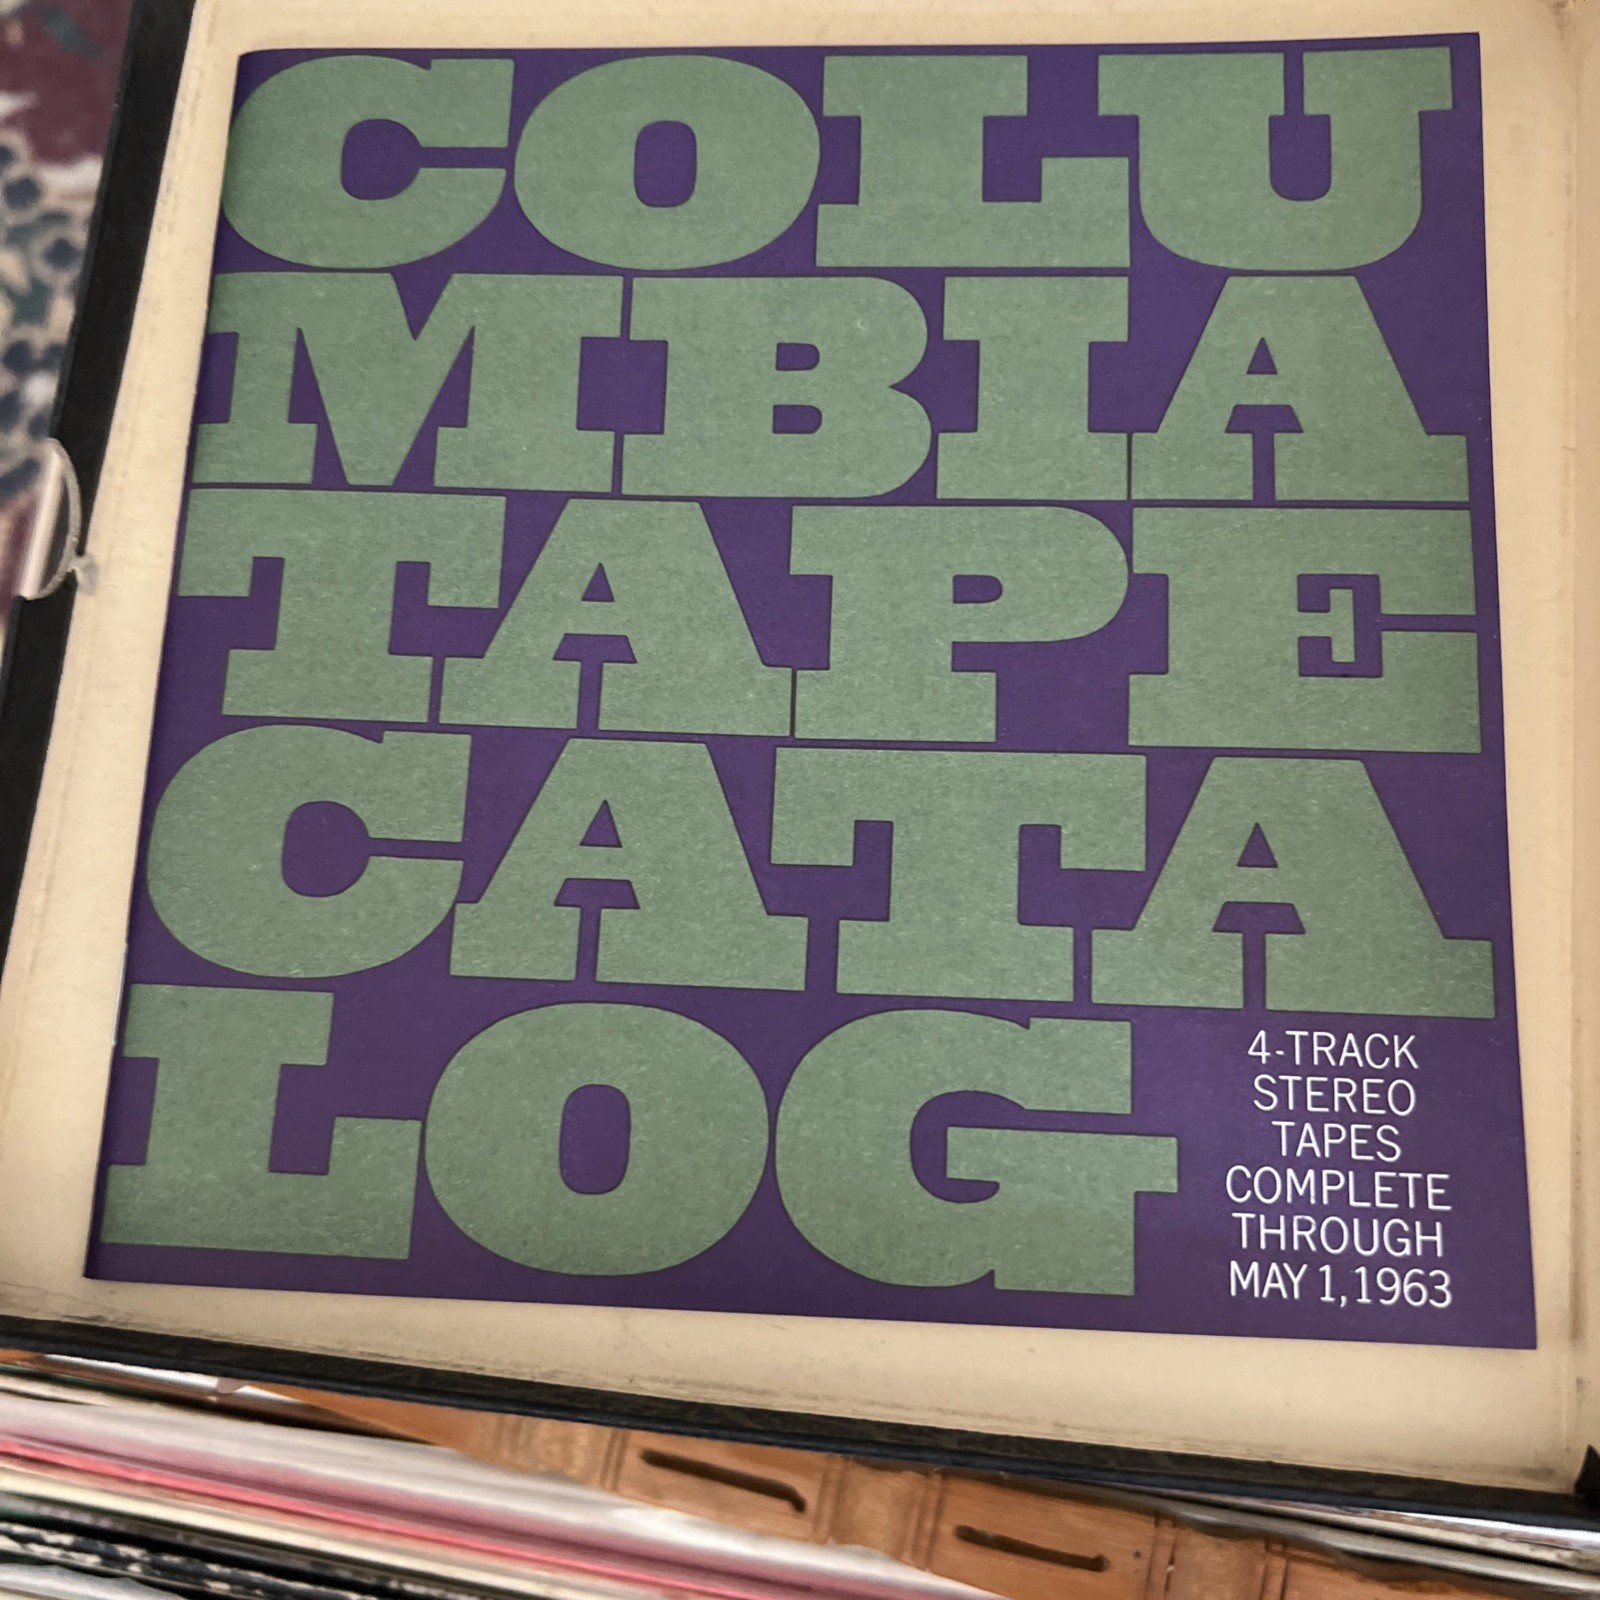 COLU
MBIA
TAPE
CATA
LOG
4-TRACK
STEREO
TAPES
COMPLETE
THROUGH
MAY 1, 1963